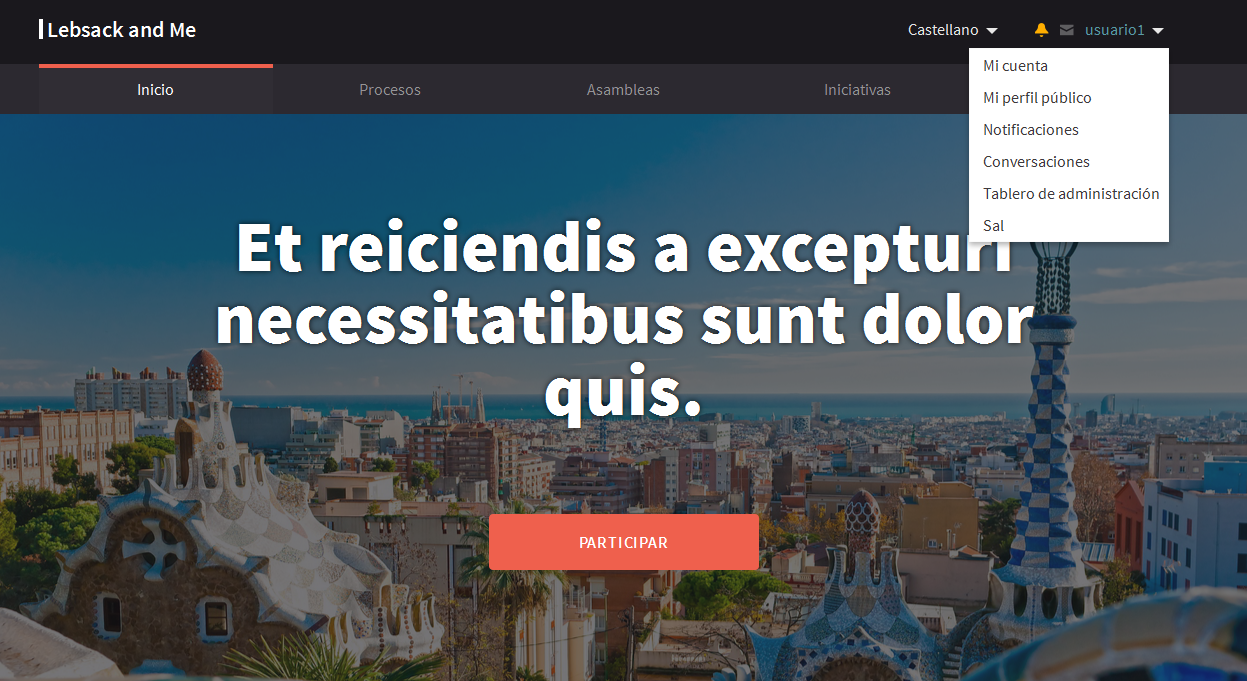 Lebsack and Me
Castellano
usuario1
Mi cuenta
Mi perfil público
Notificaciones
Conversaciones
Tablero de administración
Sal
Inicio
Procesos
Asambleas
Iniciativas
Et reiciendis a excepturi
necessitatibus sunt dolor
quis.
PARTICIPAR